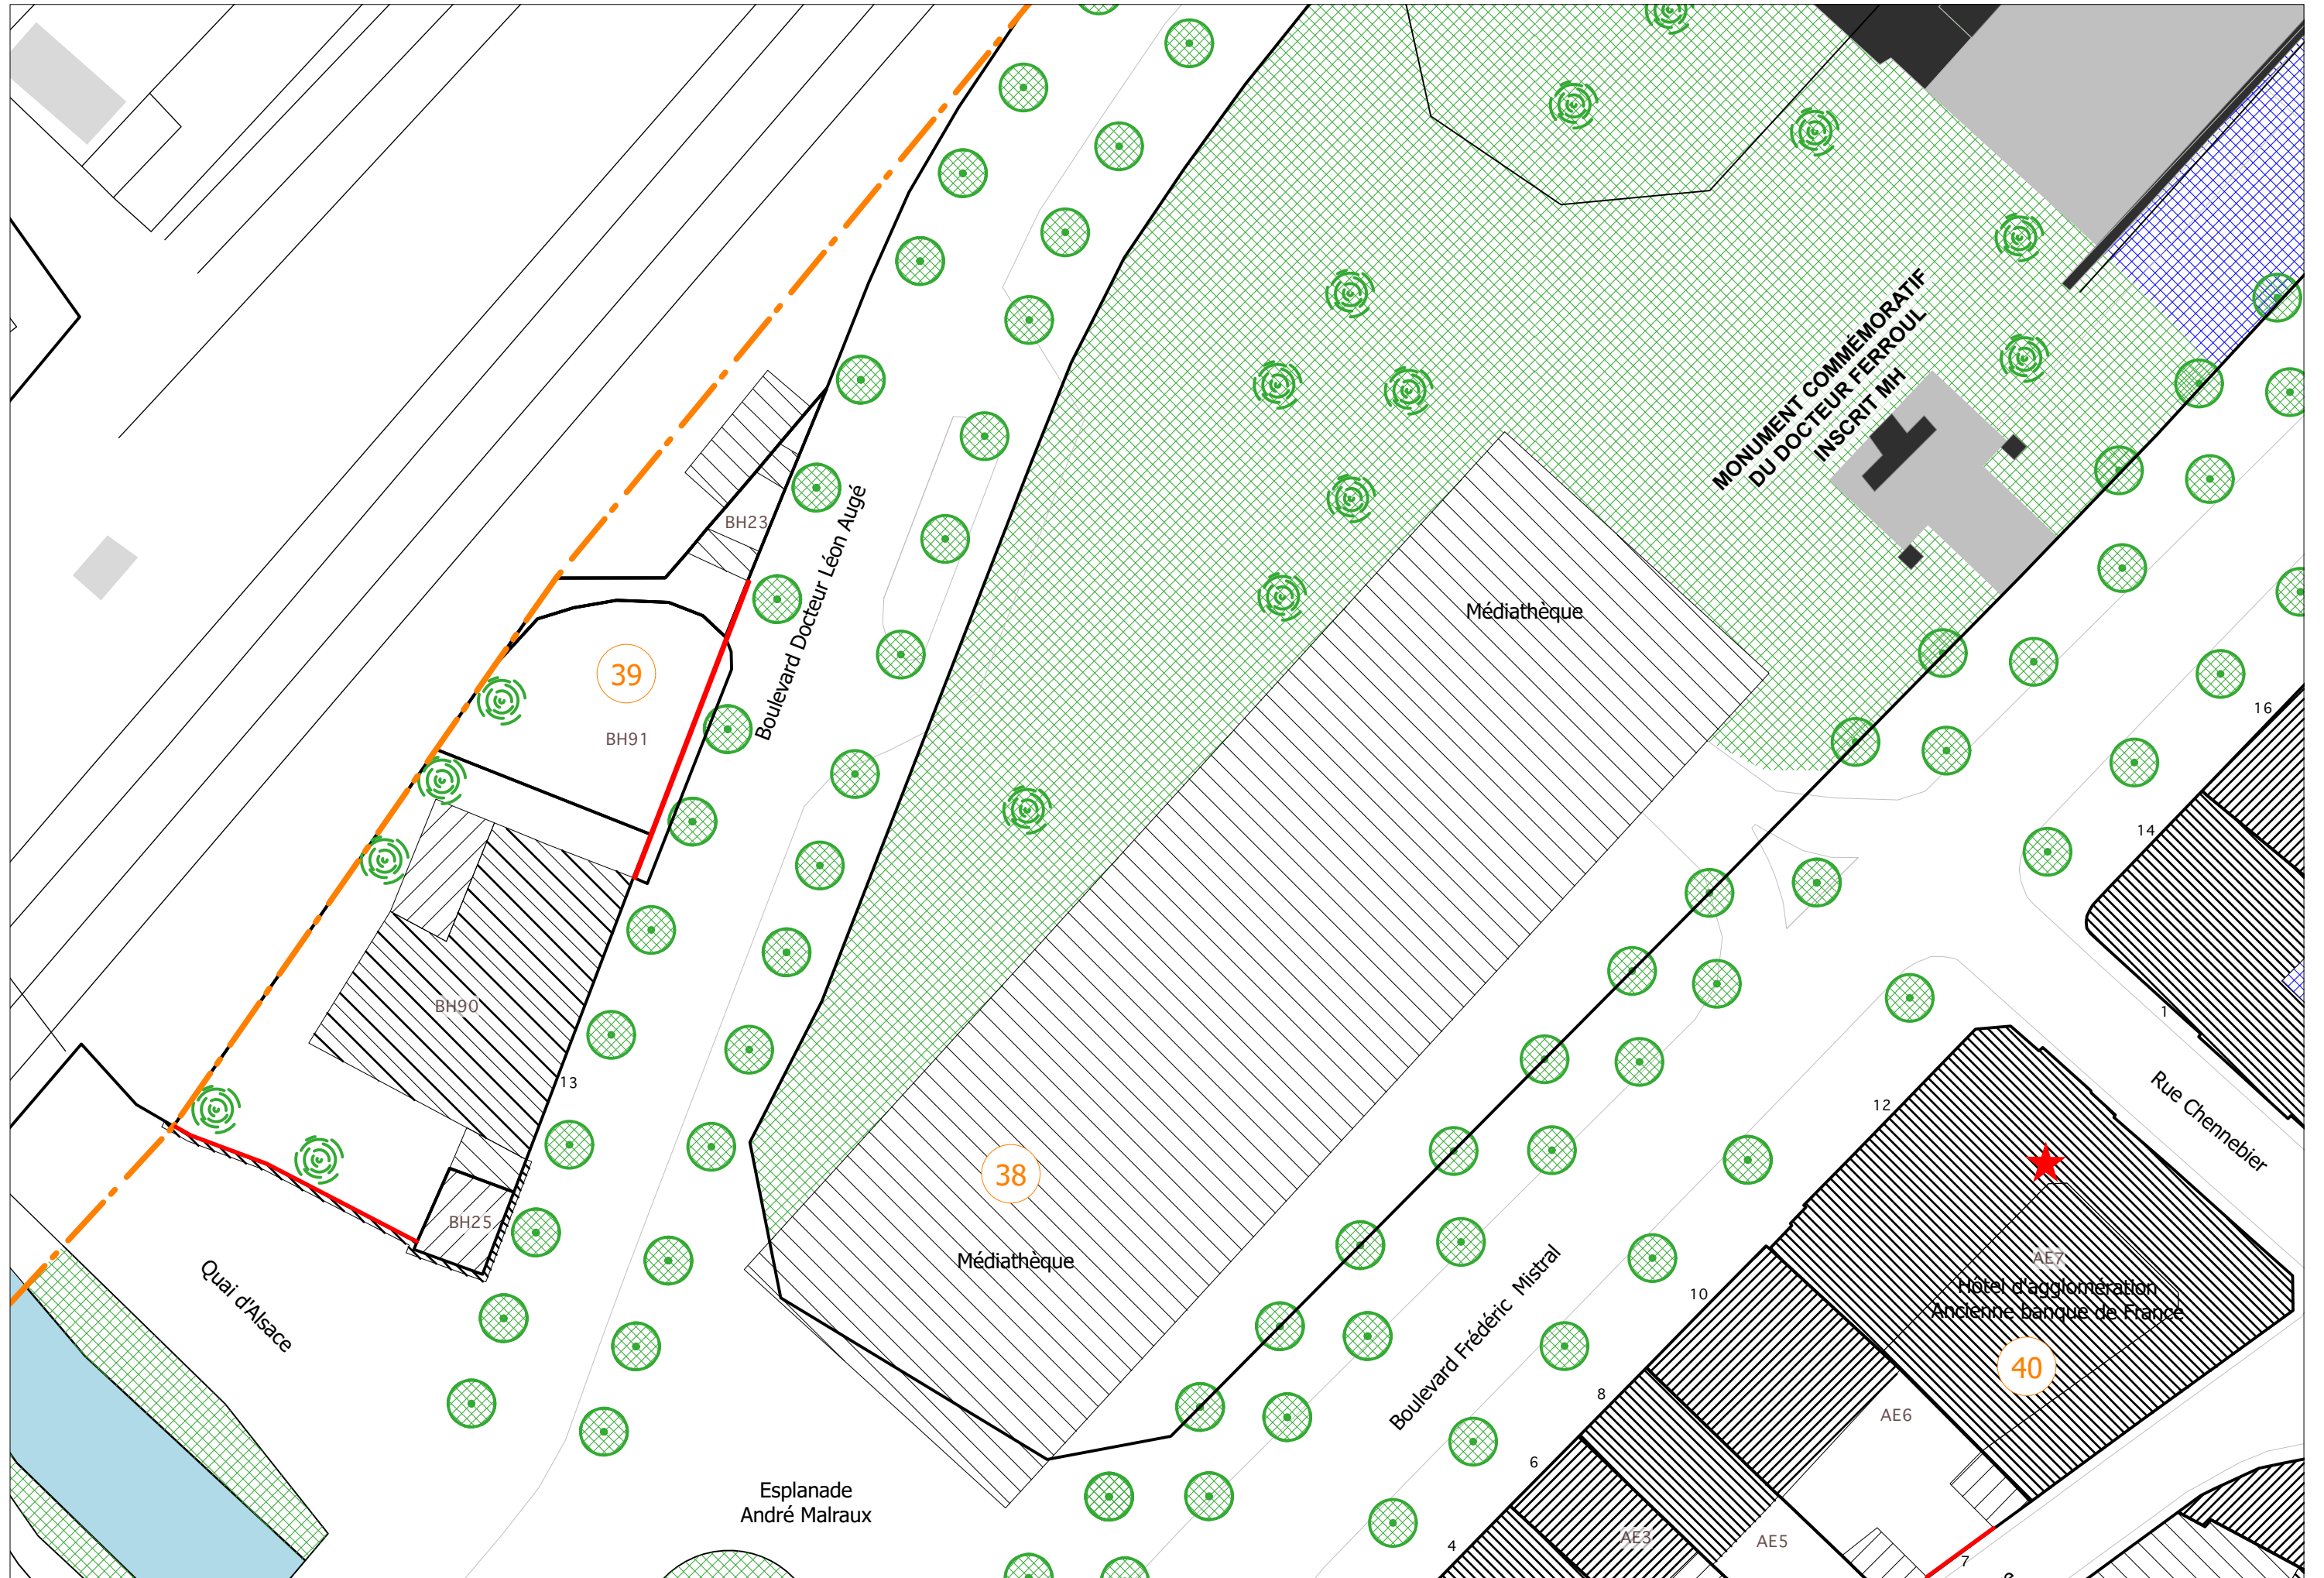 MONUMENT COMMÉMORATIF
DU DOCTEUR FERROUL
INSCRIT MH
BH23
Boulevard Docteur Léon Augé
Médiathèque
39
BH91
16
14
BH90
1
13
Rue Chennebier
12
38
BH25
Médiathèque
AE7
Hôtel d'agglomération
Ancienne banque de France
Quai d'Alsace
10
Boulevard Frédéric Mistral
40
8
AE6
6
Esplanade
André Malraux
AE3
AE5
4
7